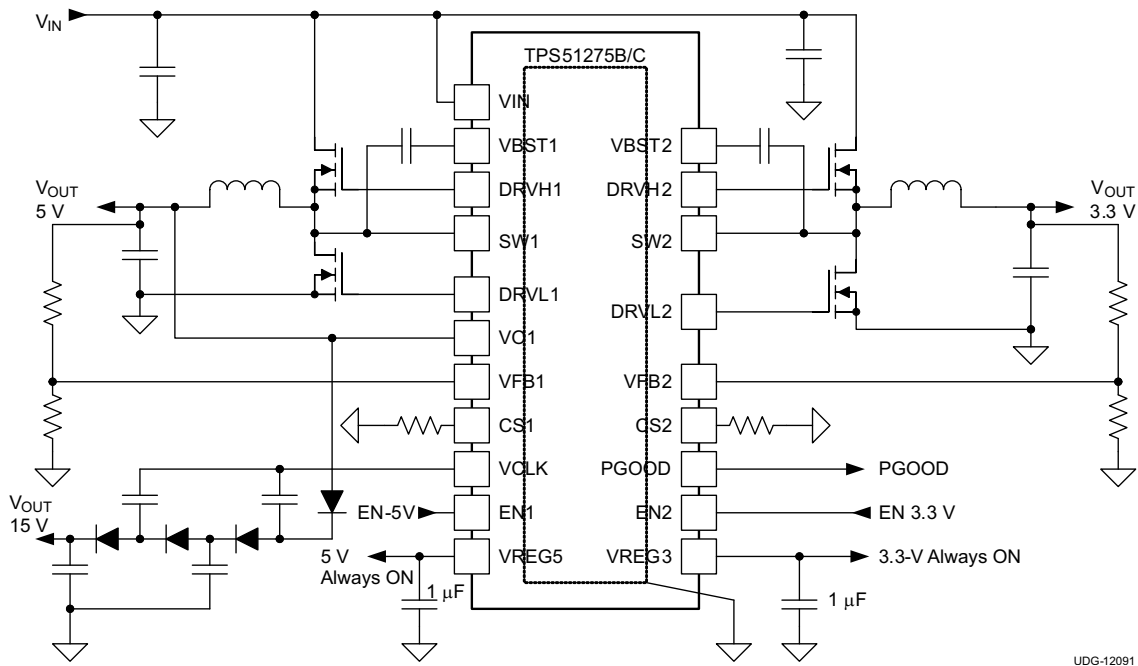 VIN
TPS51275B/C
VIN
VBST1
VBST2
DRVH1
DRVH2
VOUT
5 V
VOUT
3.3 V
SW1
SW2
DRVL1
DRVL2
VO1
VFB1
VFB2
CS1
CS2
VCLK
PGOOD
PGOOD
VOUT
15 V
EN-5V
EN1
EN2
EN 3.3 V
5 V
Always ON
VREG5
VREG3
3.3-V Always ON
1 μF
1 μF
UDG-12091